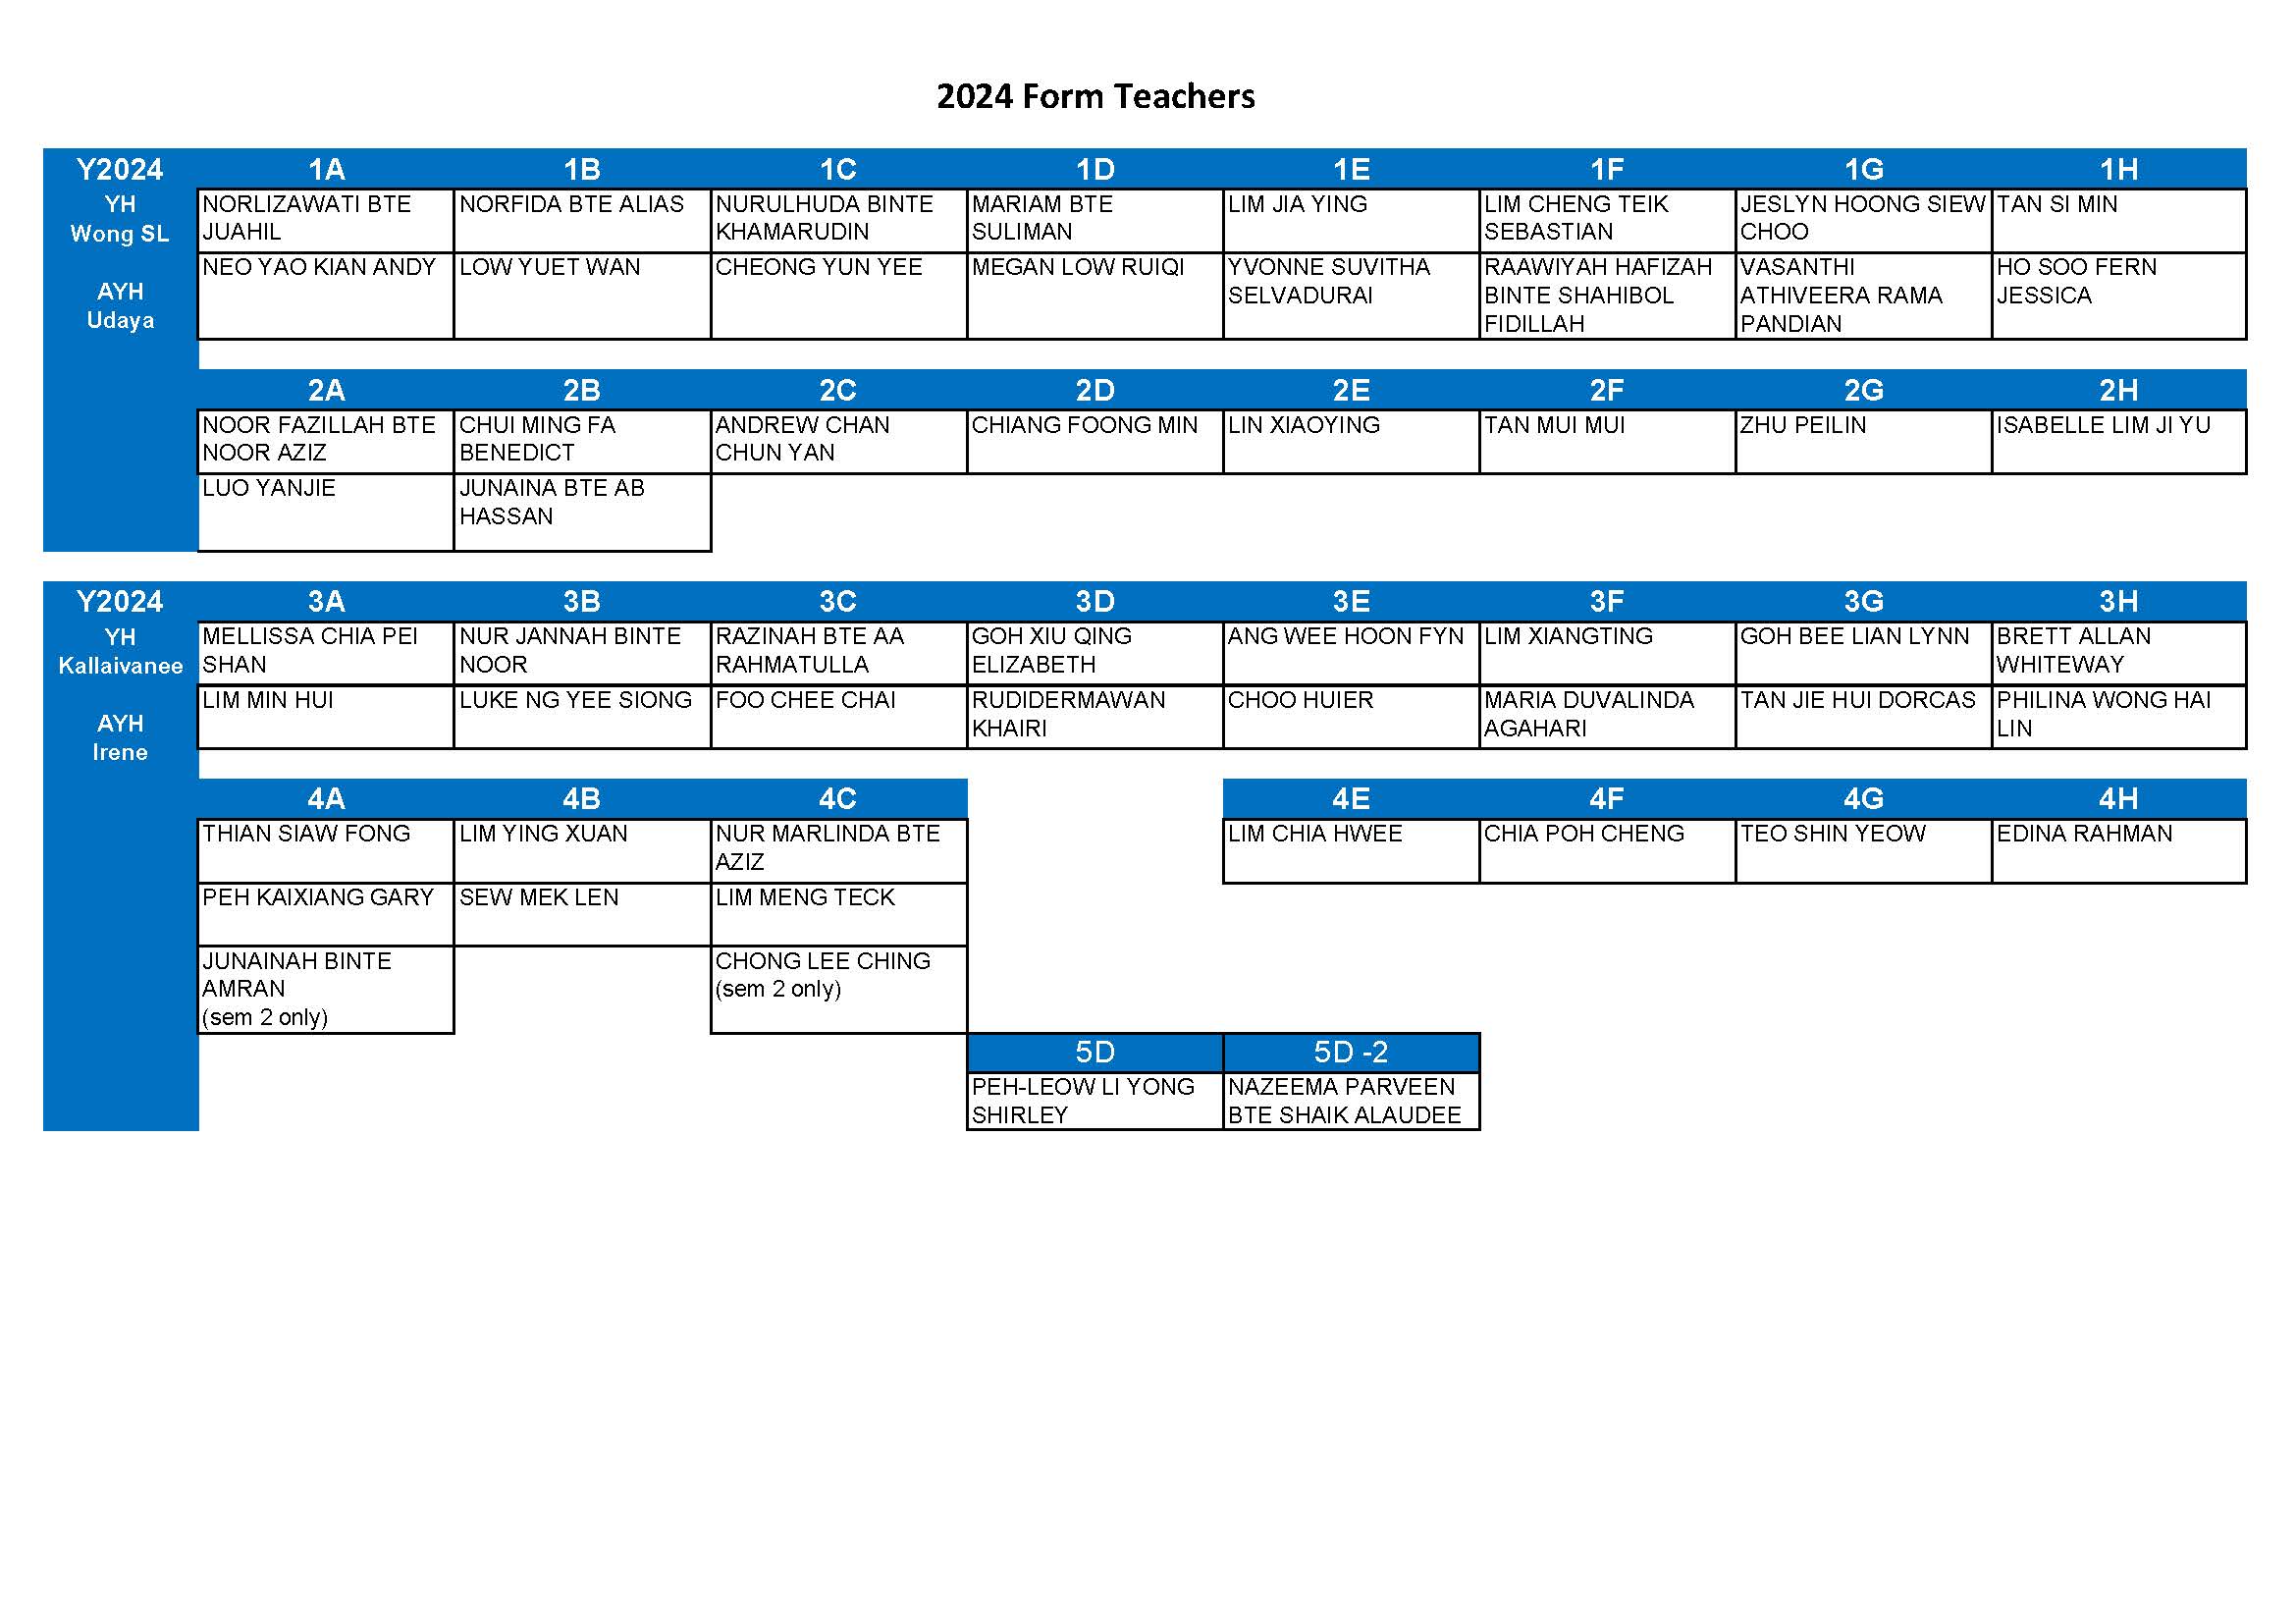 2024 Form Teachers
Y2024 1A 1B 1C 1D 1E 1F 1G 1H
YH
Wong SL
AYH
Udaya
NORLIZAWATI BTE
JUAHIL
NORFIDA BTE ALIAS
NURULHUDA BINTE
KHAMARUDIN
MARIAM BTE
SULIMAN
LIM JIA YING
LIM CHENG TEIK
SEBASTIAN
JESLYN HOONG SIEW
CHOO
TAN SI MIN
NEO YAO KIAN ANDY
LOW YUET WAN
CHEONG YUN YEE
MEGAN LOW RUIQI
YVONNE SUVITHA
SELVADURAI
RAAWIYAH HAFIZAH
BINTE SHAHIBOL
FIDILLAH
VASANTHI
ATHIVEERA RAMA
PANDIAN
HO SOO FERN
JESSICA
2A 2B 2C 2D 2E 2F 2G 2H
NOOR FAZILLAH BTE
NOOR AZIZ
CHUI MING FA
BENEDICT
ANDREW CHAN
CHUN YAN
CHIANG FOONG MIN
LIN XIAOYING
TAN MUI MUI
ZHU PEILIN
ISABELLE LIM JI YU
LUO YANJIE
JUNAINA BTE AB
HASSAN
Y2024 3A 3B 3C 3D 3E 3F 3G 3H
YH
Kallaivanee
AYH
Irene
MELLISSA CHIA PEI
SHAN
NUR JANNAH BINTE
NOOR
RAZINAH BTE AA
RAHMATULLA
GOH XIU QING
ELIZABETH
ANG WEE HOON FYN
LIM XIANGTING
GOH BEE LIAN LYNN
BRETT ALLAN
WHITEWAY
LIM MIN HUI
LUKE NG YEE SIONG
FOO CHEE CHAI
RUDIDERMAWAN
KHAIRI
CHOO HUIER
MARIA DUVALINDA
AGAHARI
TAN JIE HUI DORCAS
PHILINA WONG HAI
LIN
4A 4B 4C 4E 4F 4G 4H
THIAN SIAW FONG
LIM YING XUAN
NUR MARLINDA BTE
AZIZ
LIM CHIA HWEE
CHIA POH CHENG
TEO SHIN YEOW
EDINA RAHMAN
PEH KAIXIANG GARY
SEW MEK LEN
LIM MENG TECK
JUNAINAH BINTE
AMRAN
(sem 2 only)
CHONG LEE CHING
(sem 2 only)
5D 5D -2
PEH-LEOW LI YONG
SHIRLEY
NAZEEMA PARVEEN
BTE SHAIK ALAUDEE